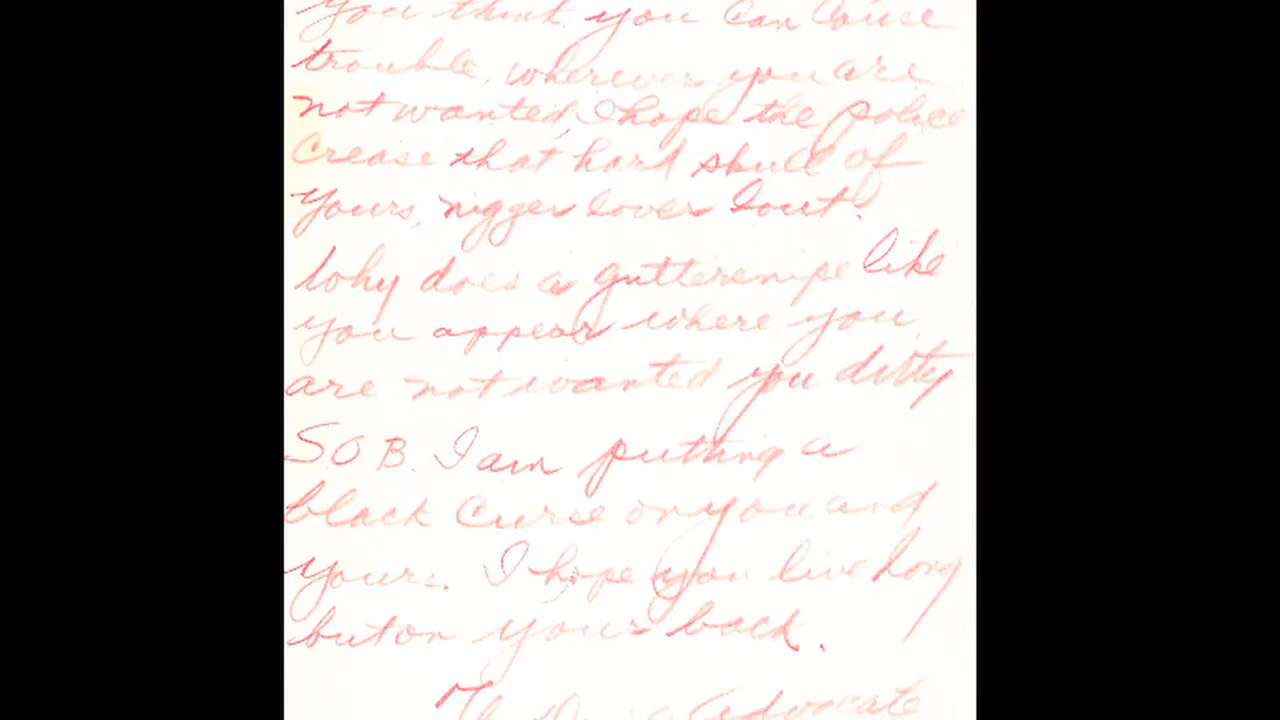 you think you can cause
trouble, wherever you are
not wanted, I hope the police
crease that hard skull of
yours, nigger lover lout.
Why does a guttersnipe like
you appear where you
are not wanted you dirty
SOB. I am putting a
black curse on you and
yours. I hope you live long
but on your back.
Advocate